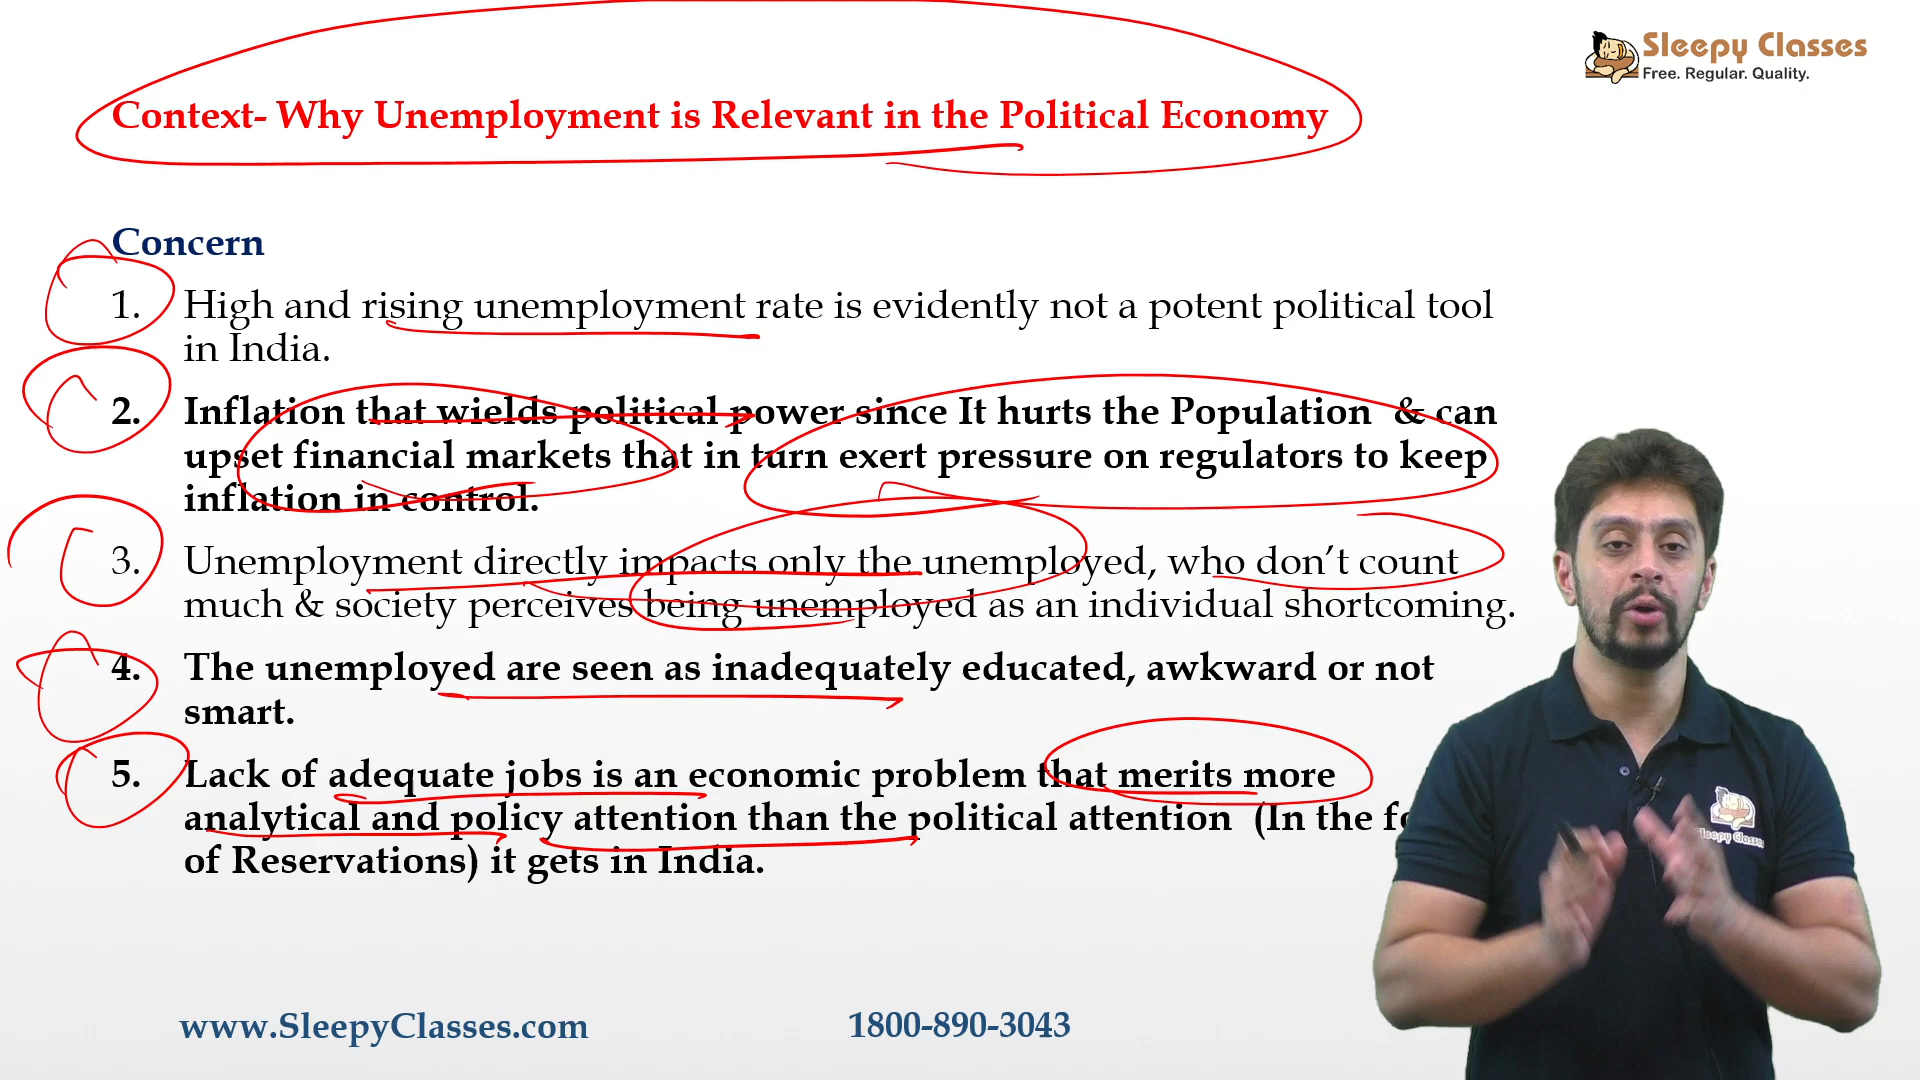 Sleepy Classes
Free. Regular. Quality.
Context- Why Unemployment is Relevant in the Political Economy
Concern
1. High and rising unemployment rate is evidently not a potent political tool
in India.
2. Inflation that wields political power since It hurts the Population & can
upset financial markets that in turn exert pressure on regulators to keep
inflation in control.
3. Unemployment directly impacts only the unemployed, who don't count
much & society perceives being unemployed as an individual shortcoming.
4. The unemployed are seen as inadequately educated, awkward or not
smart.
5. Lack of adequate jobs is an economic problem that merits more
analytical and policy attention than the political attention (In the
of Reservations) it gets in India.
Sleepy Classes
www.SleepyClasses.com
1800-890-3043